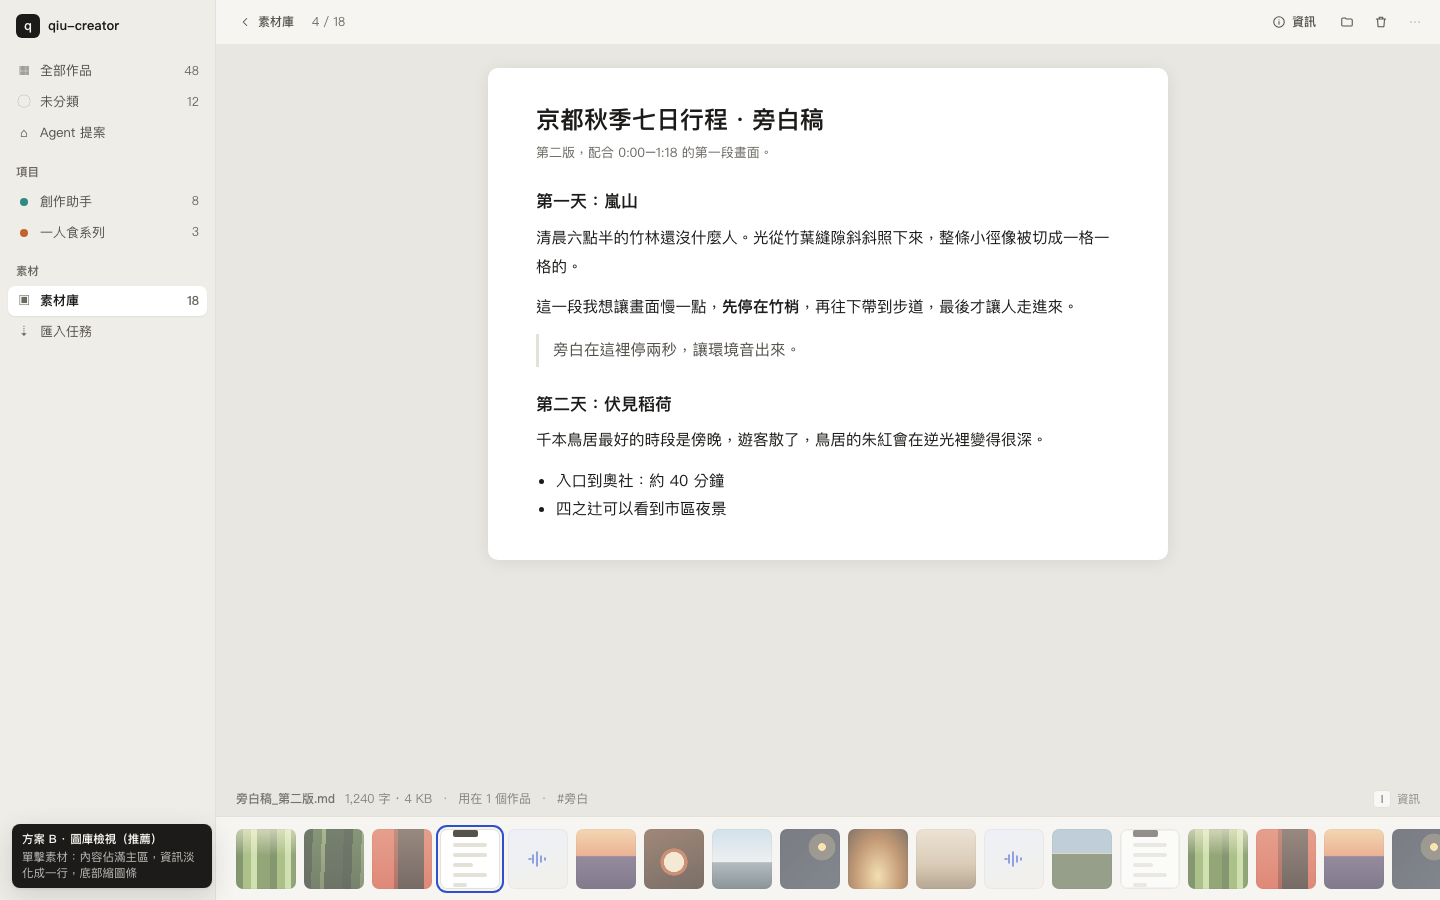 q qiu-creator
全部作品 48
未分類 12
Agent 提案
項目
創作助手 8
一人食系列 3
素材
素材庫 18
匯入任務
方案 B · 圖庫檢視（推薦）
單擊素材：內容佔滿主區，資訊淡
化成一行，底部縮圖條
素材庫 4 / 18
資訊
京都秋季七日行程 · 旁白稿
第二版，配合 0:00–1:18 的第一段畫面。
第一天：嵐山
清晨六點半的竹林還沒什麼人。光從竹葉縫隙斜斜照下來，整條小徑像被切成一格一
格的。
這一段我想讓畫面慢一點，先停在竹梢，再往下帶到步道，最後才讓人走進來。
旁白在這裡停兩秒，讓環境音出來。
第二天：伏見稻荷
千本鳥居最好的時段是傍晚，遊客散了，鳥居的朱紅會在逆光裡變得很深。
• 入口到奧社：約 40 分鐘
• 四之辻可以看到市區夜景
旁白稿_第二版.md 1,240 字 · 4 KB · 用在 1 個作品 · #旁白
I 資訊